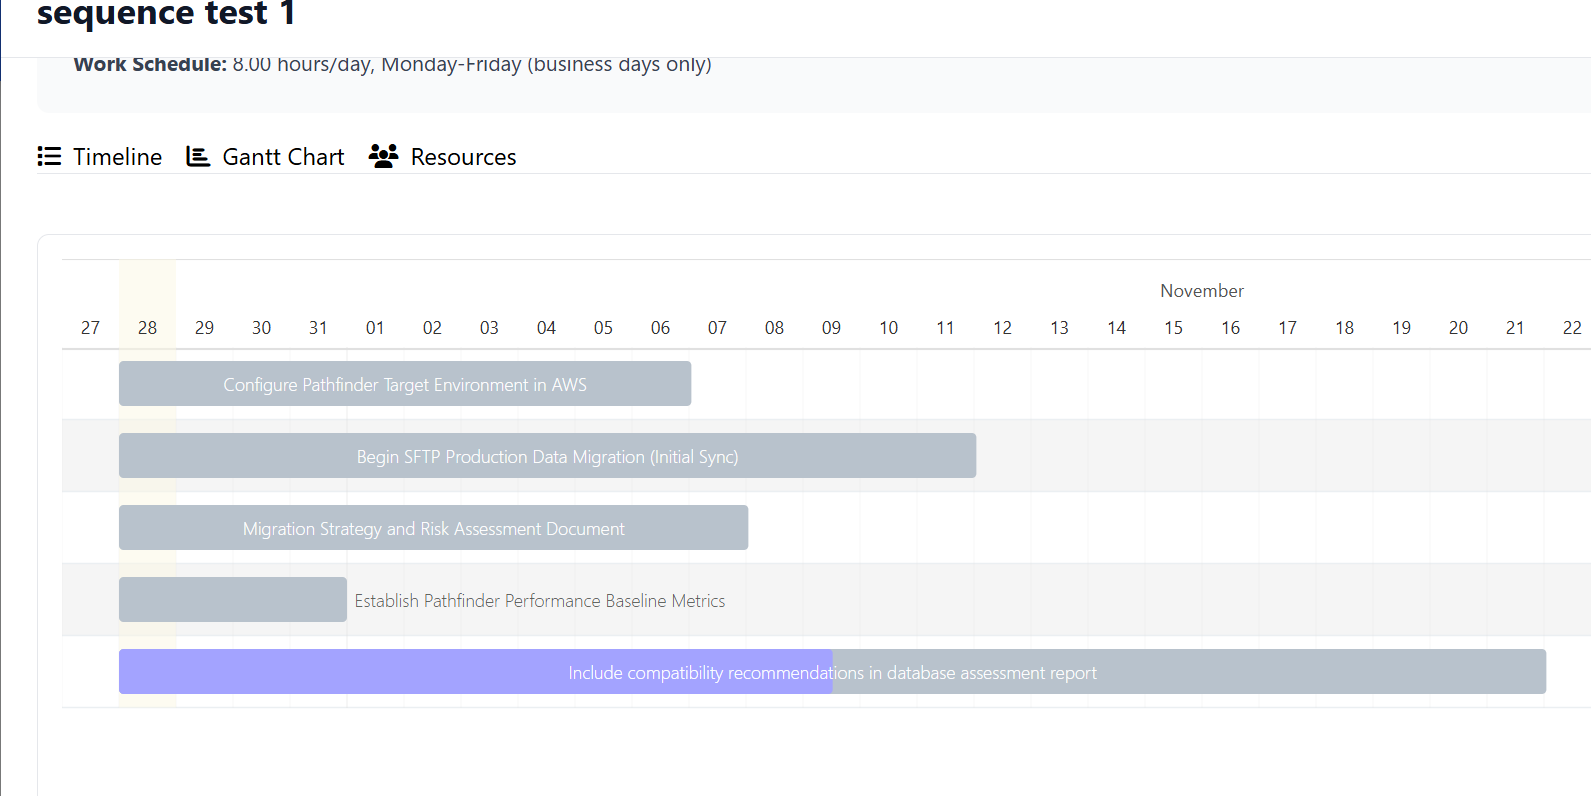 sequence test 1
Work Schedule: 8.00 hours/day, Monday-Friday (business days only)
Timeline Gantt Chart Resources
November
27 28 29 30 31 01 02 03 04 05 06 07 08 09 10 11 12 13 14 15 16 17 18 19 20 21 22
Configure Pathfinder Target Environment in AWS
Begin SFTP Production Data Migration (Initial Sync)
Migration Strategy and Risk Assessment Document
Establish Pathfinder Performance Baseline Metrics
Include compatibility recommendations in database assessment report